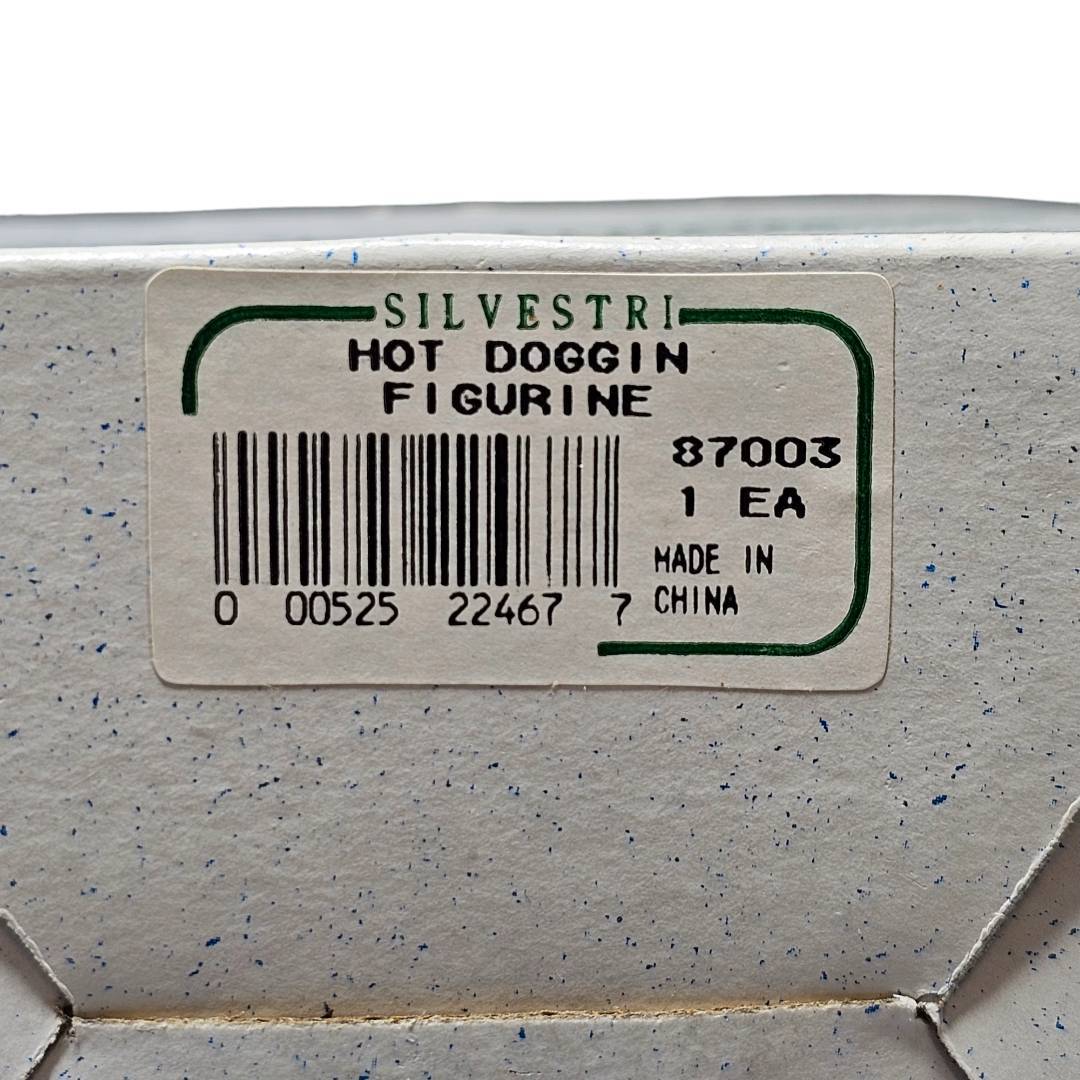 SILVESTRI
HOT DOGGIN
FIGURINE
87003
1 EA
MADE IN
CHINA
0 00525 22467 7